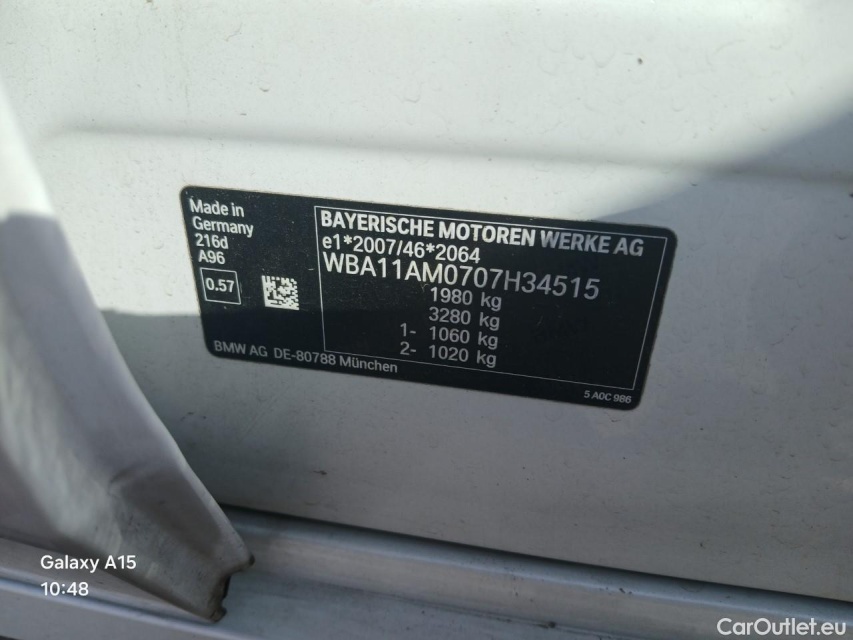 Made in
Germany
216d
A96
0.57
BAYERISCHE MOTOREN WERKE AG
e1*2007/46*2064
WBA11AM0707H34515
1980 kg
3280 kg
1- 1060 kg
2- 1020 kg
BMW AG DE-80788 München
5 A0C 986
Galaxy A15
10:48
CarOutlet.eu